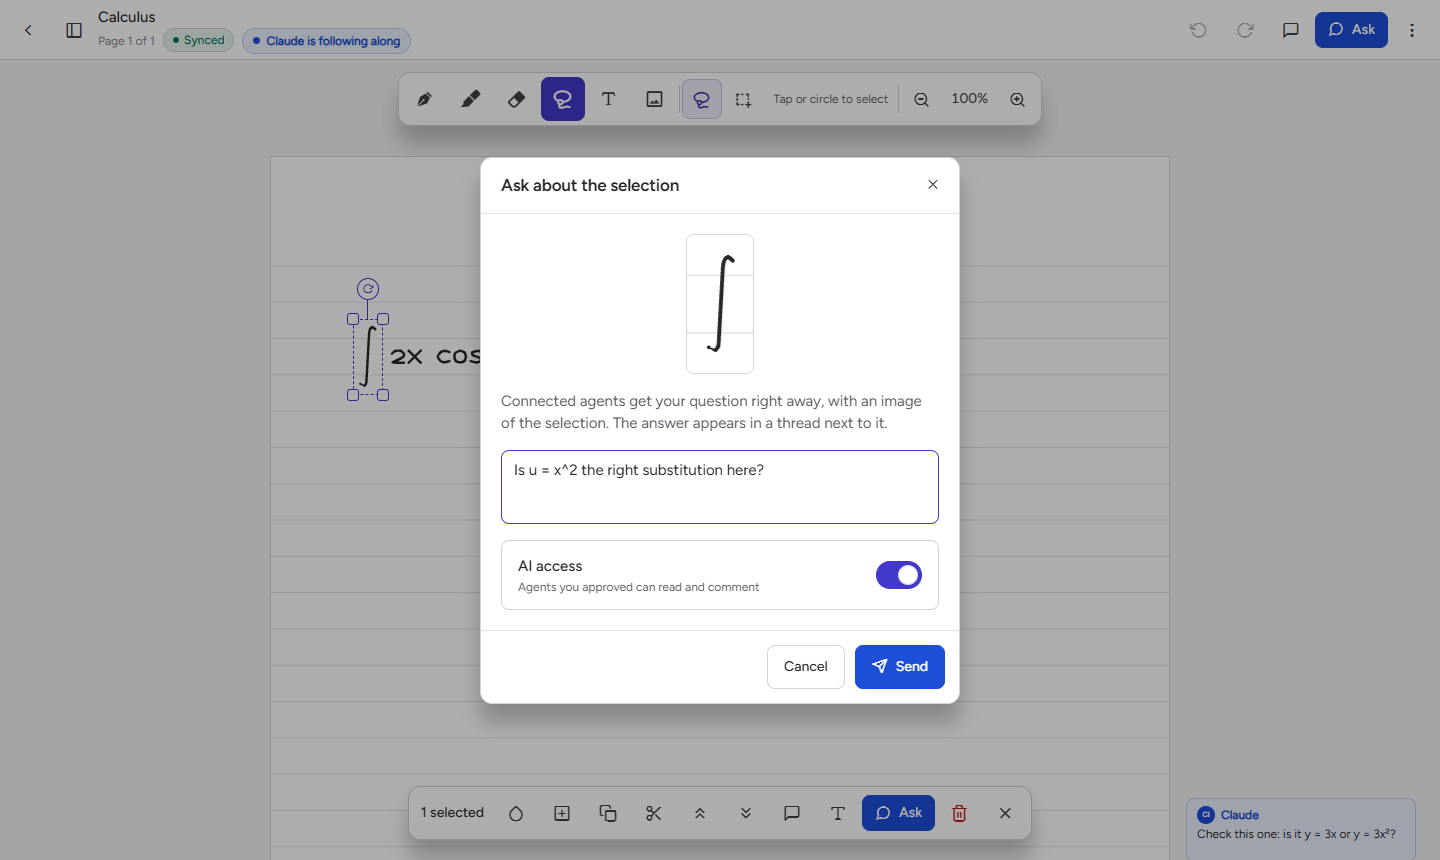 Calculus
Page 1 of 1 Synced Claude is following along
Ask
Tap or circle to select 100%
Ask about the selection
∫
∫ 2x cos
Connected agents get your question right away, with an image
of the selection. The answer appears in a thread next to it.
Is u = x^2 the right substitution here?
AI access
Agents you approved can read and comment
Cancel Send
1 selected Ask
Cl Claude
Check this one: is it y = 3x or y = 3x²?